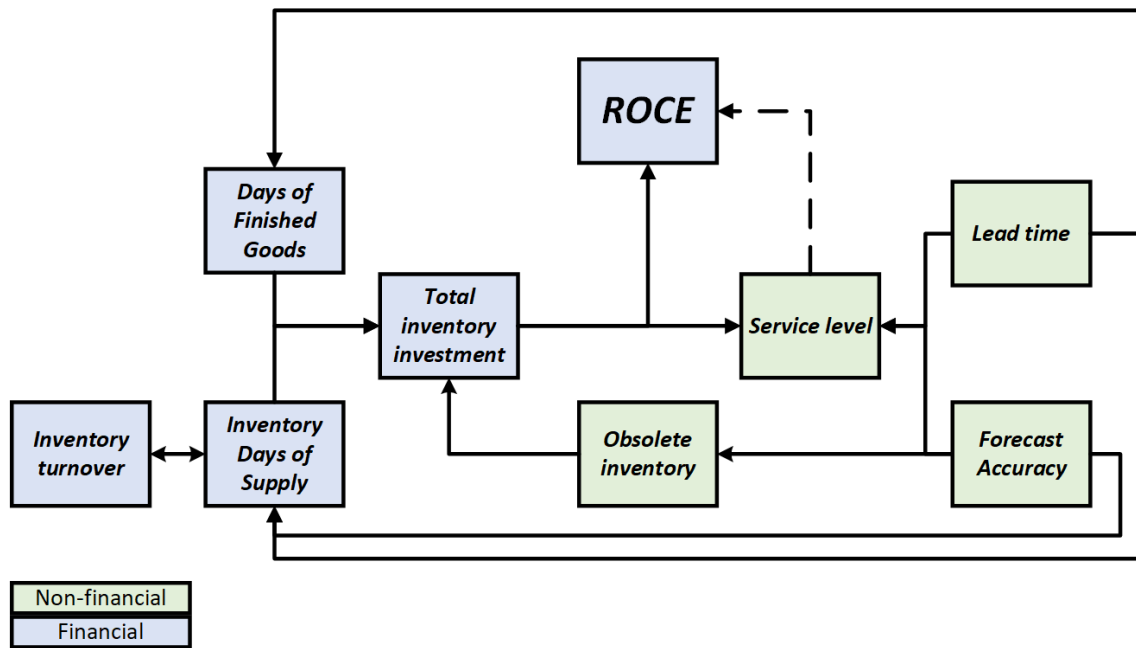 ROCE
Days of
Finished
Goods
Lead time
Total
inventory
investment
Service level
Inventory
turnover
Inventory
Days of
Supply
Obsolete
inventory
Forecast
Accuracy
Non-financial
Financial